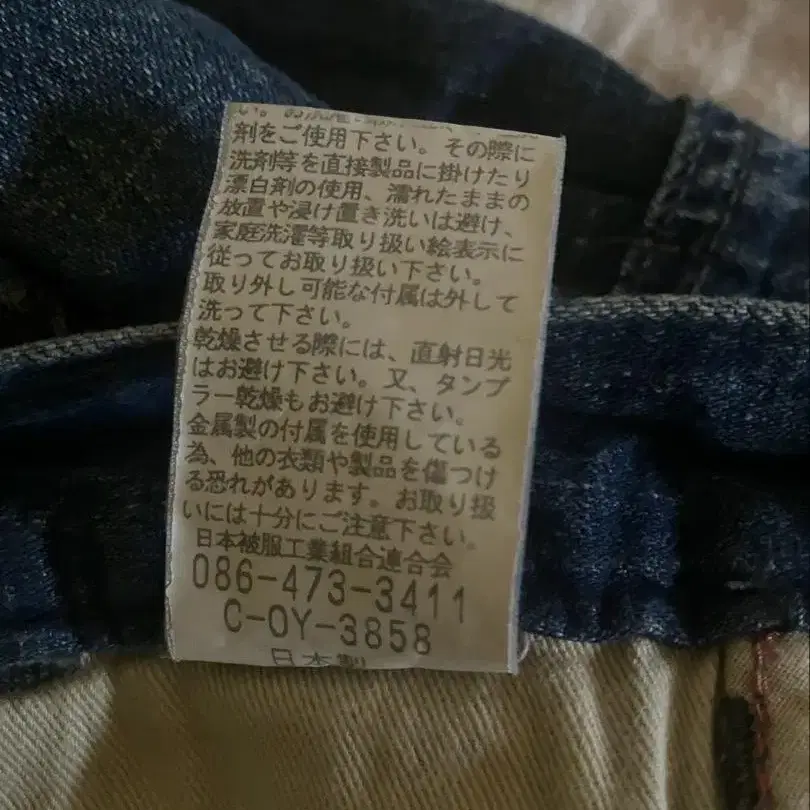 い。お洗濯
剤をご使用下さい。その際に
洗剤等を直接製品に掛けたり
漂白剤の使用、濡れたままの
放置や浸け置き洗いは避け、
家庭洗濯等取り扱い絵表示に
従ってお取り扱い下さい。
取り外し可能な付属は外して
洗って下さい。
乾燥させる際には、直射日光
はお避け下さい。又、タンブ
ラー乾燥もお避け下さい。
金属製の付属を使用している
為、他の衣類や製品を傷つけ
る恐れがあります。お取り扱
いには十分にご注意下さい。
日本被服工業組合連合会
086-473-3411
C-OY-3858
日本製